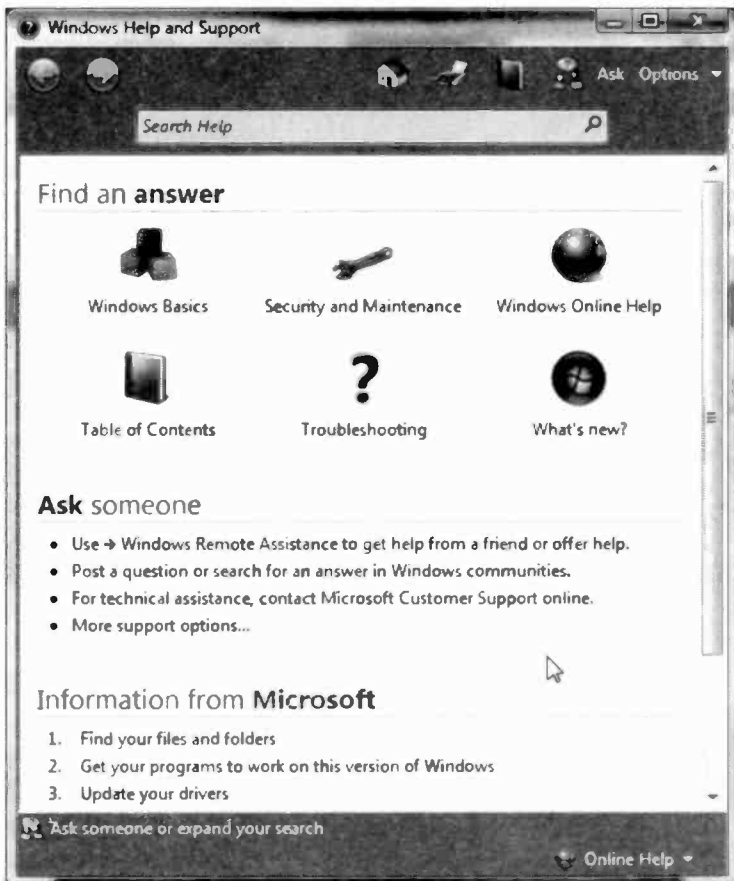 Windows Help and Support
Ask Options
Search Help
Find an answer
Windows Basics
Security and Maintenance
Windows Online Help
Table of Contents
?
Troubleshooting
What's new?
Ask someone
• Use → Windows Remote Assistance to get help from a friend or offer help.
• Post a question or search for an answer in Windows communities.
• For technical assistance, contact Microsoft Customer Support online.
• More support options...
Information from Microsoft
1. Find your files and folders
2. Get your programs to work on this version of Windows
3. Update your drivers
Ask someone or expand your search
Online Help